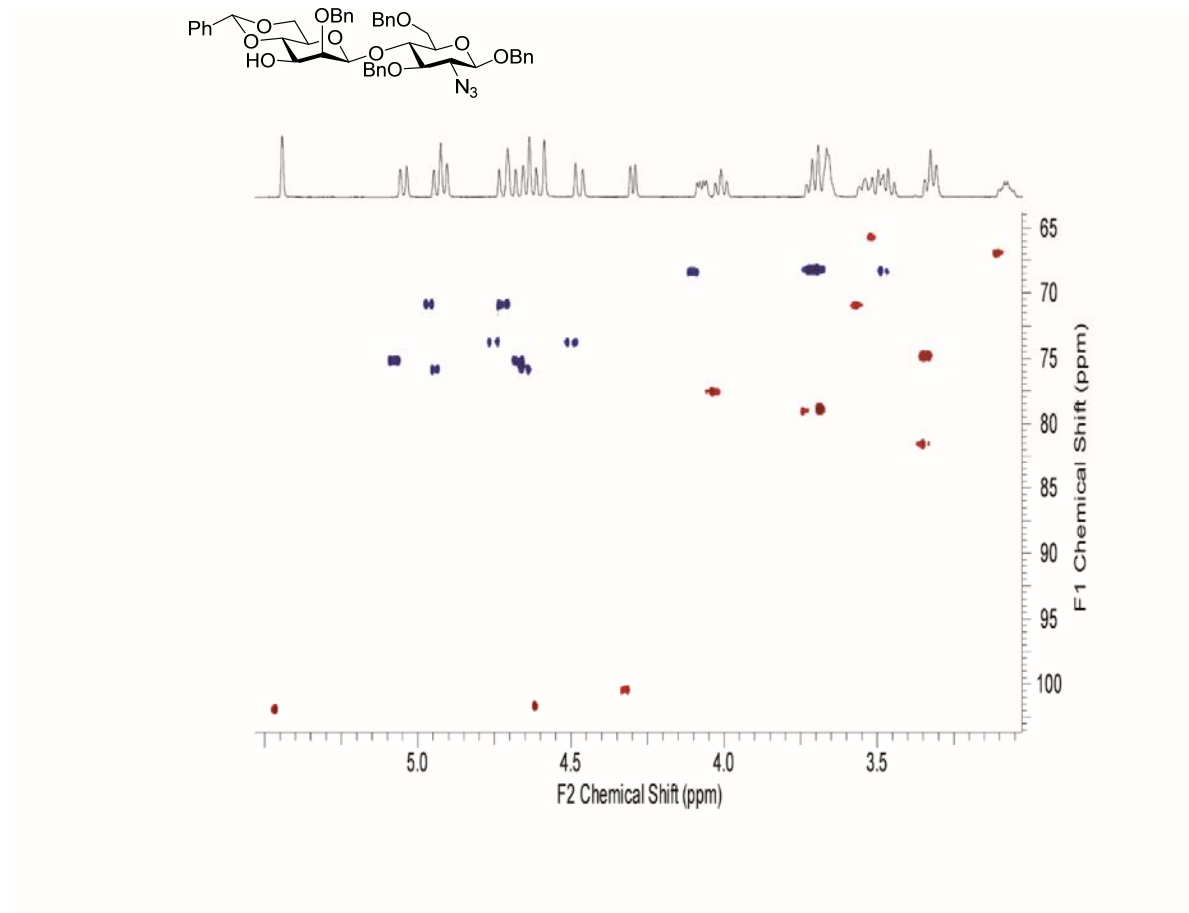 OBn
Ph
O
O
O
HO
O
BnO
O
BnO
OBn
N3
65
70
75
80
85
90
95
100
F1 Chemical Shift (ppm)
5.0 4.5 4.0 3.5
F2 Chemical Shift (ppm)